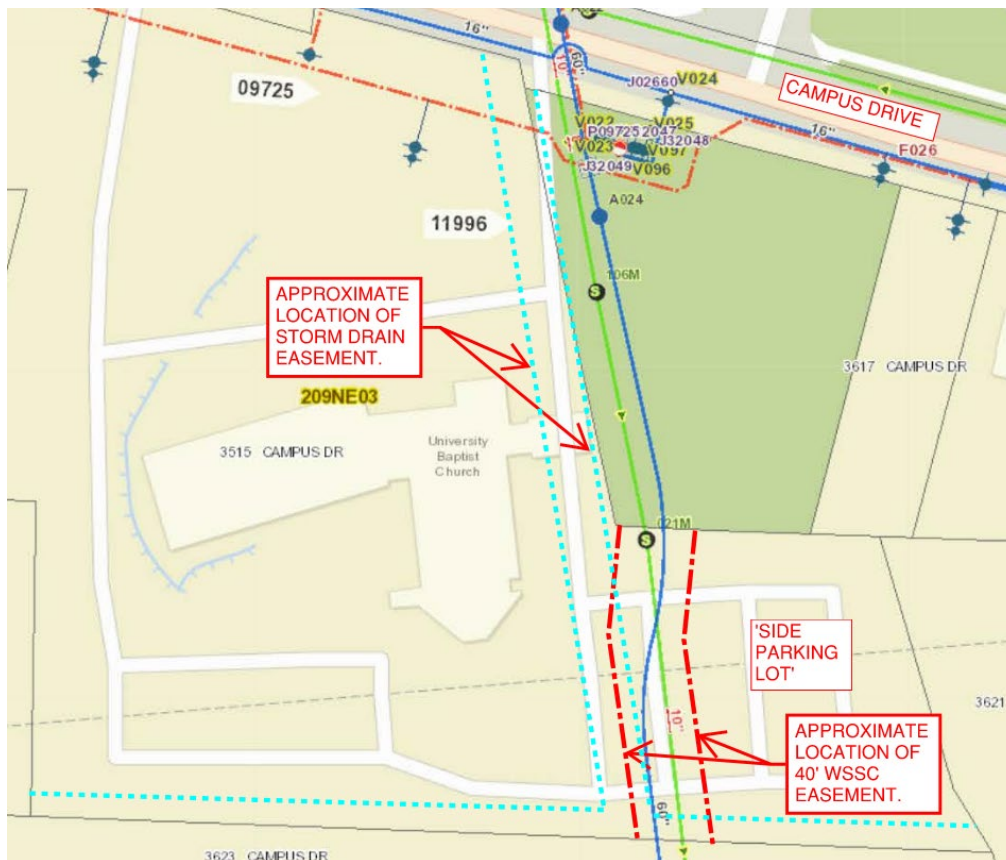 16"
60"
10"
J02660
V024
CAMPUS DRIVE
09725
V022
V025
P097252047
J32048
V023
V097
J32049
V096
16"
F026
A024
11996
S
106M
APPROXIMATE
LOCATION OF
STORM DRAIN
EASEMENT.
3617 CAMPUS DR
209NE03
3515 CAMPUS DR
University
Baptist
Church
S
021M
'SIDE
PARKING
LOT'
3621
10"
APPROXIMATE
LOCATION OF
40' WSSC
EASEMENT.
60"
3623 CAMPUS DR